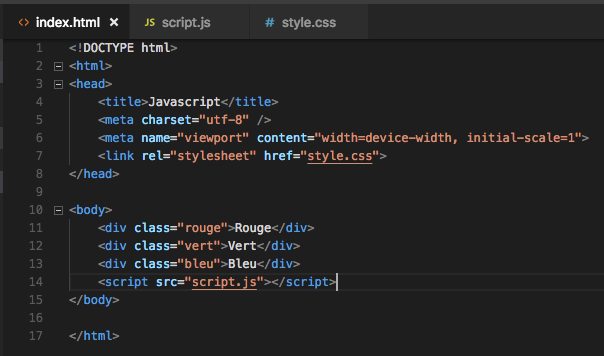 <> index.html × JS script.js # style.css
1 <!DOCTYPE html>
2 <html>
3 <head>
4 <title>Javascript</title>
5 <meta charset="utf-8" />
6 <meta name="viewport" content="width=device-width, initial-scale=1">
7 <link rel="stylesheet" href="style.css">
8 </head>
9
10 <body>
11 <div class="rouge">Rouge</div>
12 <div class="vert">Vert</div>
13 <div class="bleu">Bleu</div>
14 <script src="script.js"></script>
15 </body>
16
17 </html>